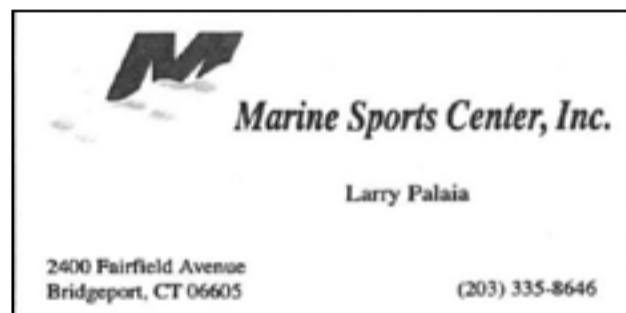 M
Marine Sports Center, Inc.
Larry Palaia
2400 Fairfield Avenue
Bridgeport, CT 06605
(203) 335-8646